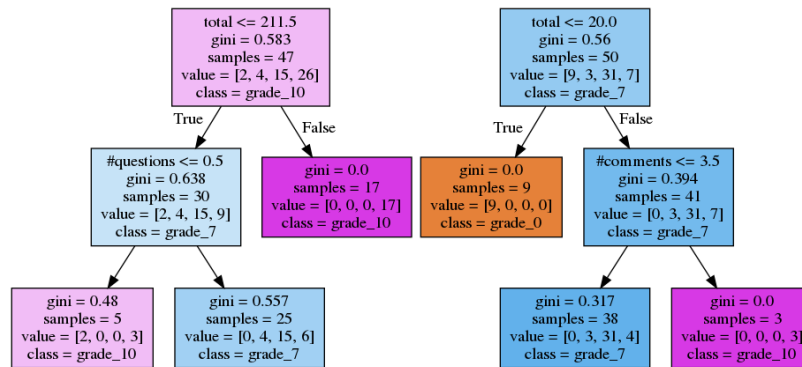 total <= 211.5
gini = 0.583
samples = 47
value = [2, 4, 15, 26]
class = grade_10
total <= 20.0
gini = 0.56
samples = 50
value = [9, 3, 31, 7]
class = grade_7
True
False
True
False
#questions <= 0.5
gini = 0.638
samples = 30
value = [2, 4, 15, 9]
class = grade_7
gini = 0.0
samples = 17
value = [0, 0, 0, 17]
class = grade_10
gini = 0.0
samples = 9
value = [9, 0, 0, 0]
class = grade_0
#comments <= 3.5
gini = 0.394
samples = 41
value = [0, 3, 31, 7]
class = grade_7
gini = 0.48
samples = 5
value = [2, 0, 0, 3]
class = grade_10
gini = 0.557
samples = 25
value = [0, 4, 15, 6]
class = grade_7
gini = 0.317
samples = 38
value = [0, 3, 31, 4]
class = grade_7
gini = 0.0
samples = 3
value = [0, 0, 0, 3]
class = grade_10